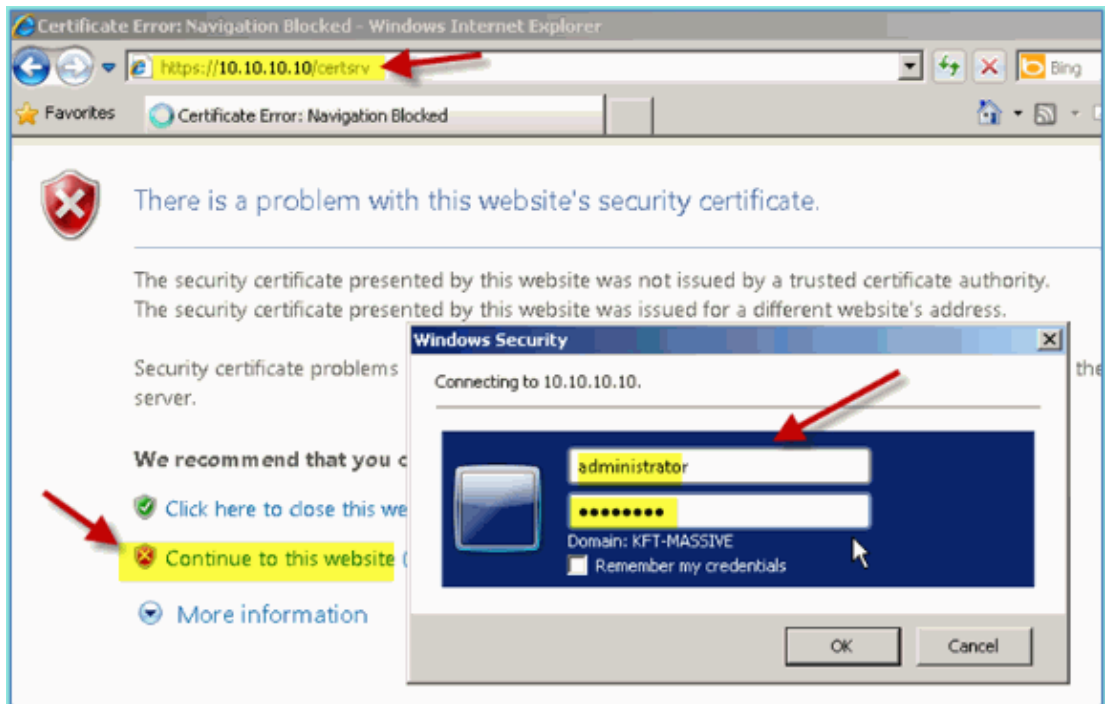 Certificate Error: Navigation Blocked - Windows Internet Explorer
https://10.10.10.10/certsrv
Bing
Favorites
Certificate Error: Navigation Blocked
There is a problem with this website's security certificate.
The security certificate presented by this website was not issued by a trusted certificate authority.
The security certificate presented by this website was issued for a different website's address.
Security certificate problems
the
server.
We recommend that you c
Click here to close this we
Continue to this website (
More information
Windows Security
Connecting to 10.10.10.10.
administrator
••••••••
Domain: KFT-MASSIVE
Remember my credentials
OK
Cancel